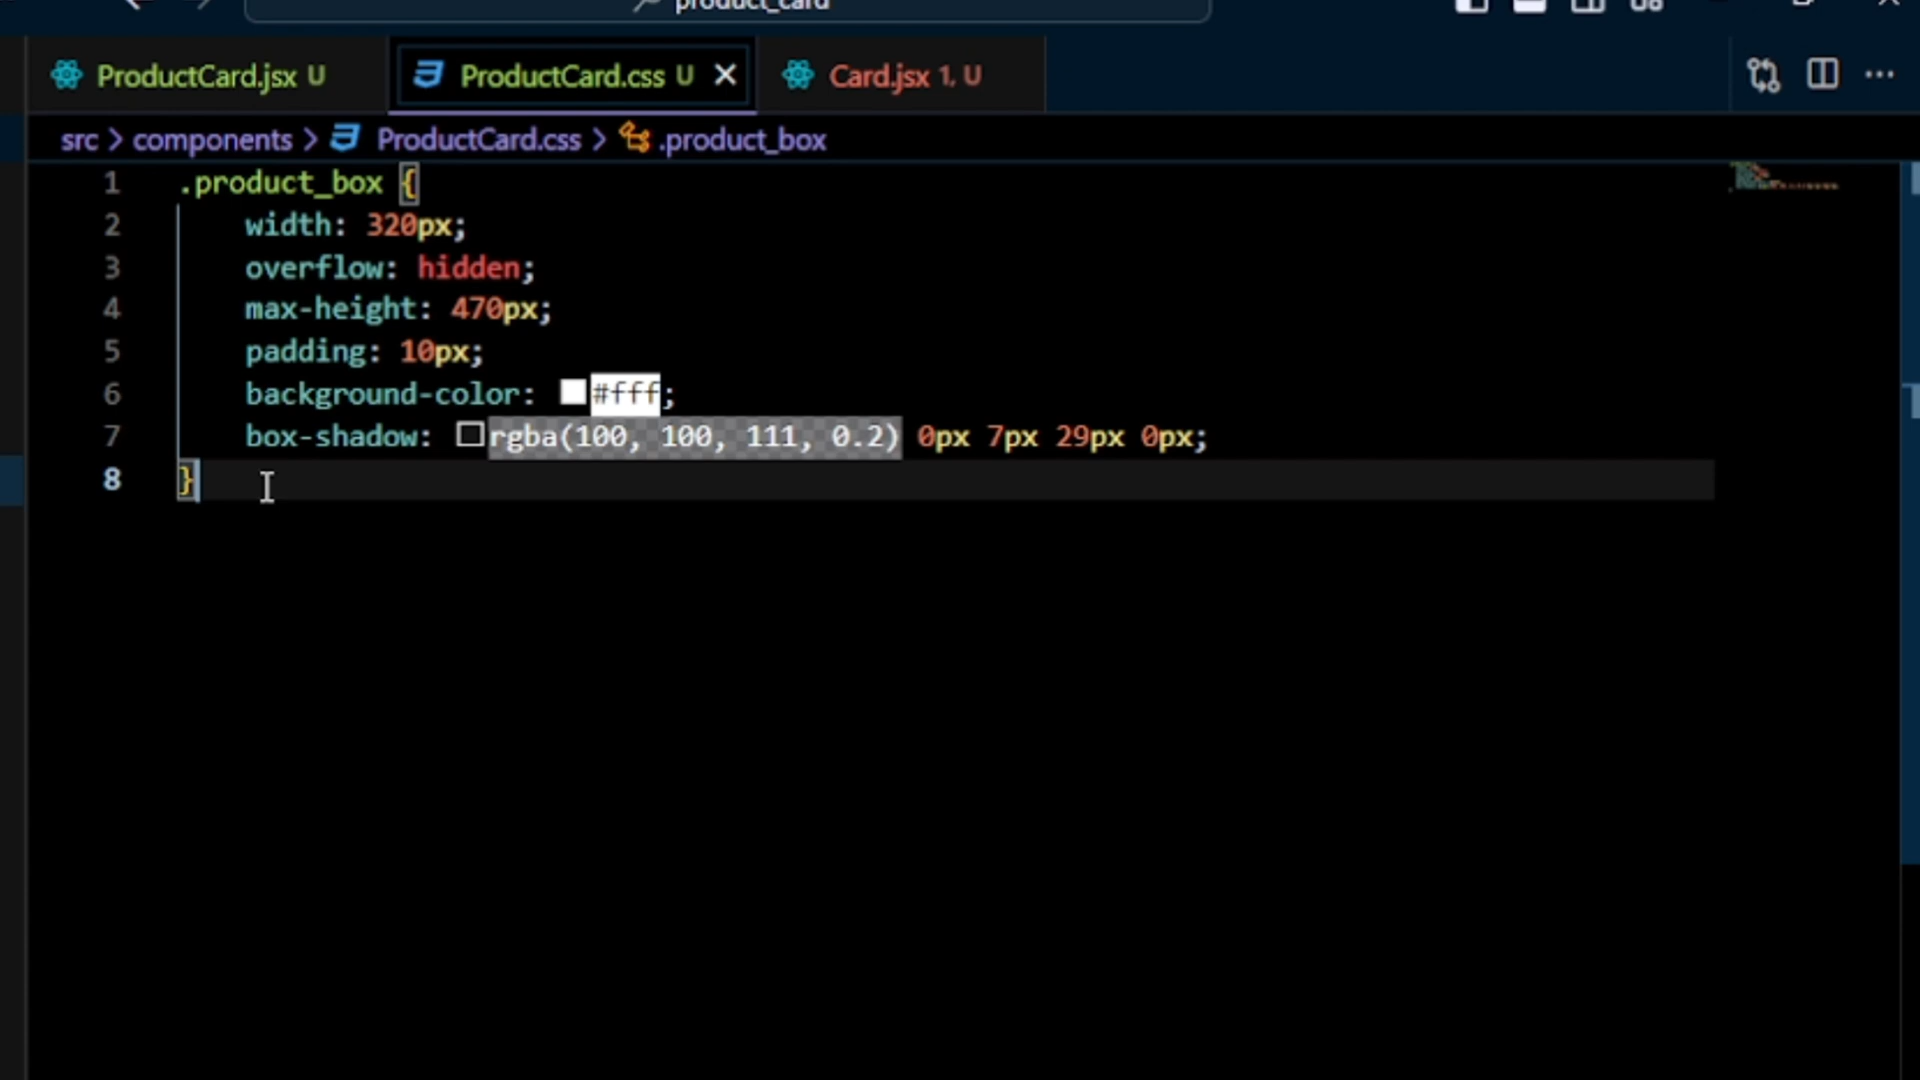 product_card
ProductCard.jsx U
ProductCard.css U
Card.jsx 1, U
src > components > ProductCard.css > .product_box
1 .product_box {
2 width: 320px;
3 overflow: hidden;
4 max-height: 470px;
5 padding: 10px;
6 background-color: #fff;
7 box-shadow: rgba(100, 100, 111, 0.2) 0px 7px 29px 0px;
8 }